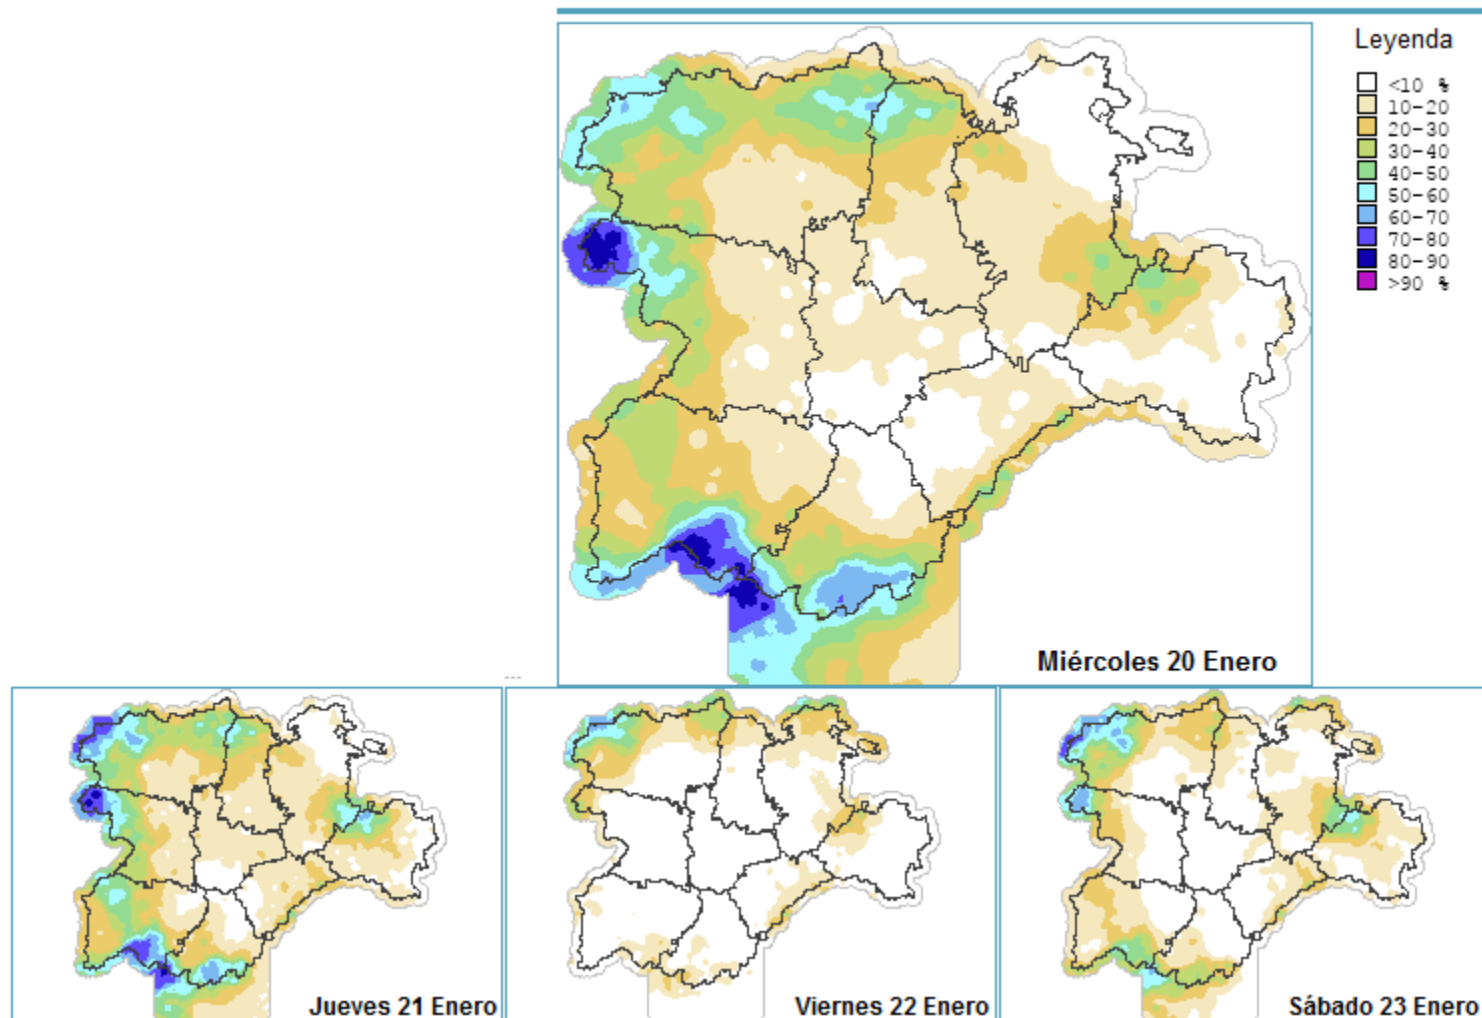 Leyenda
<10 %
10-20
20-30
30-40
40-50
50-60
60-70
70-80
80-90
>90 %
Miércoles 20 Enero
Jueves 21 Enero
Viernes 22 Enero
Sábado 23 Enero